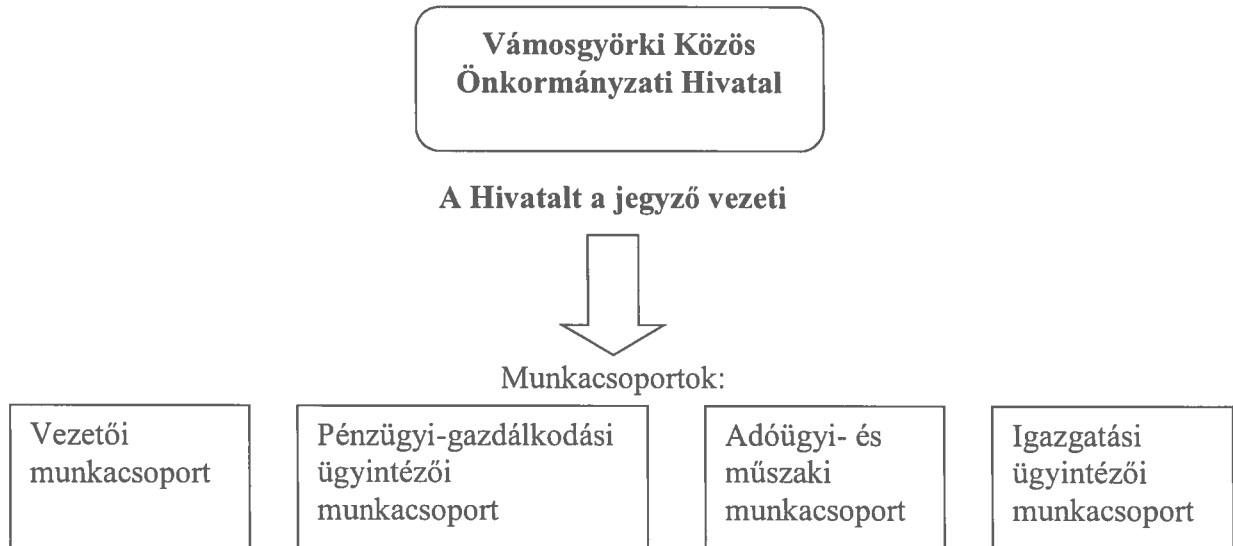 Vámosgyörki Közös
Önkormányzati Hivatal
A Hivatalt a jegyző vezeti
Munkacsoportok:
Vezetői
munkacsoport
Pénzügyi-gazdálkodási
ügyintézői
munkacsoport
Adóügyi- és
műszaki
munkacsoport
Igazgatási
ügyintézői
munkacsoport